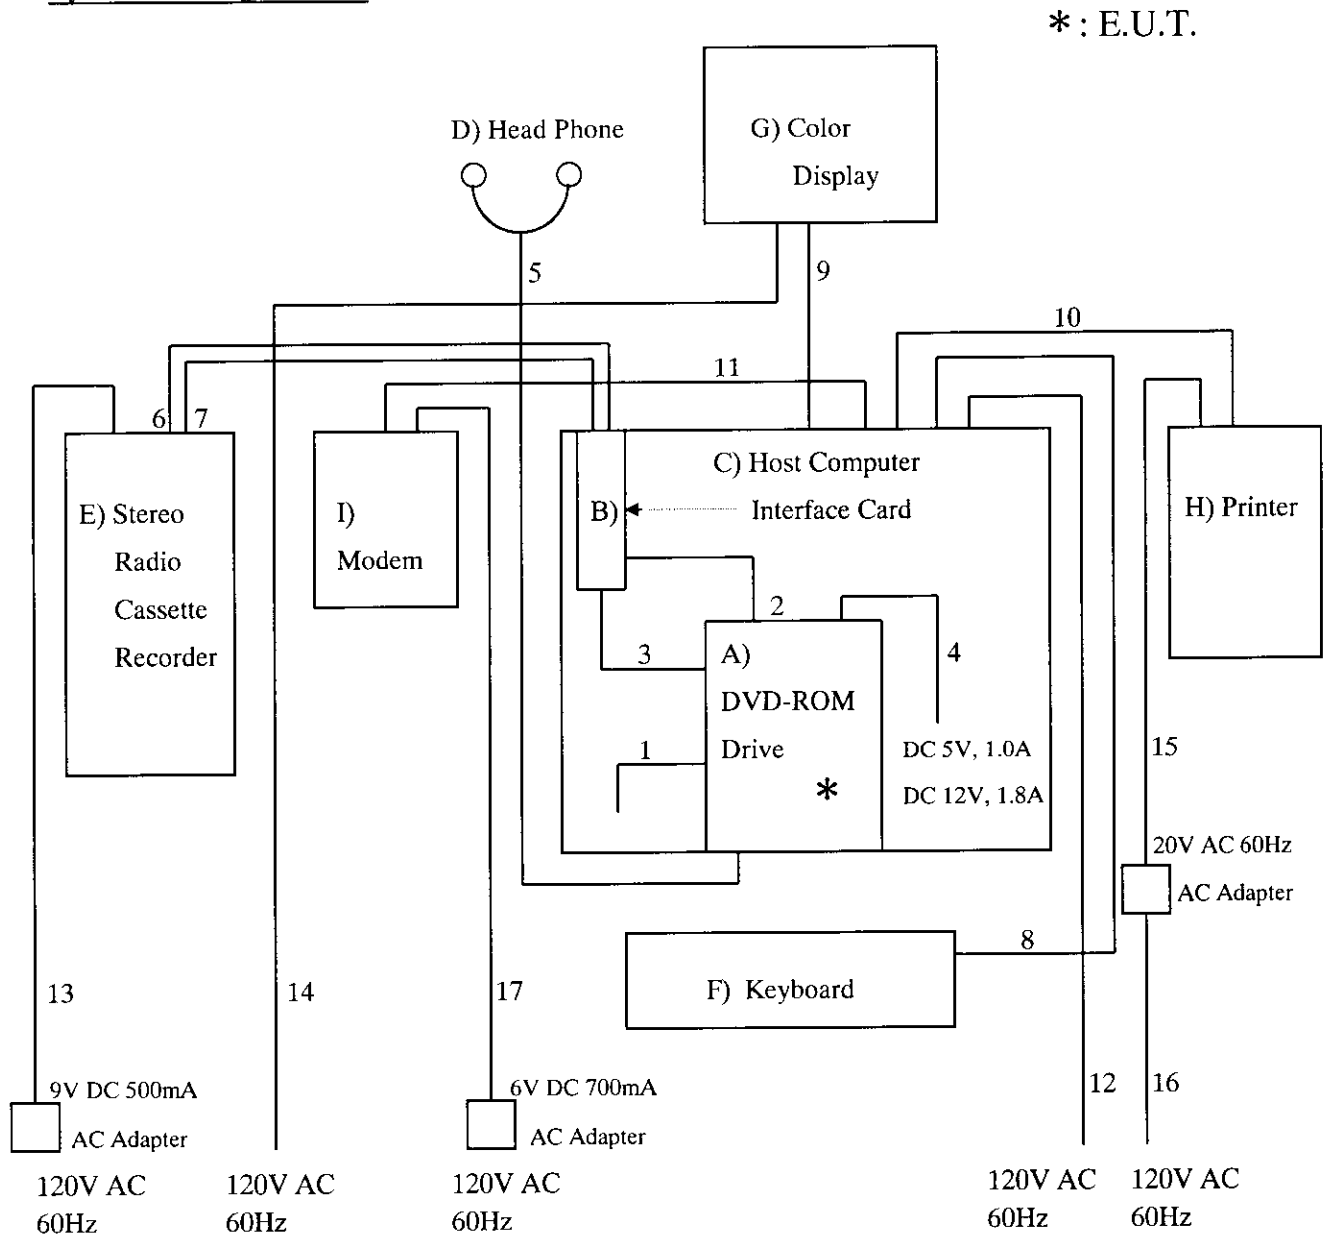 * : E.U.T.
D) Head Phone
G) Color
Display
5
9
10
11
6
7
C) Host Computer
B)
Interface Card
E) Stereo
Radio
Cassette
Recorder
I)
Modem
H) Printer
2
3
A)
DVD-ROM
Drive
*
4
1
DC 5V, 1.0A
DC 12V, 1.8A
15
20V AC 60Hz
AC Adapter
8
F) Keyboard
13
14
17
12
16
9V DC 500mA
AC Adapter
6V DC 700mA
AC Adapter
120V AC
60Hz
120V AC
60Hz
120V AC
60Hz
120V AC
60Hz
120V AC
60Hz